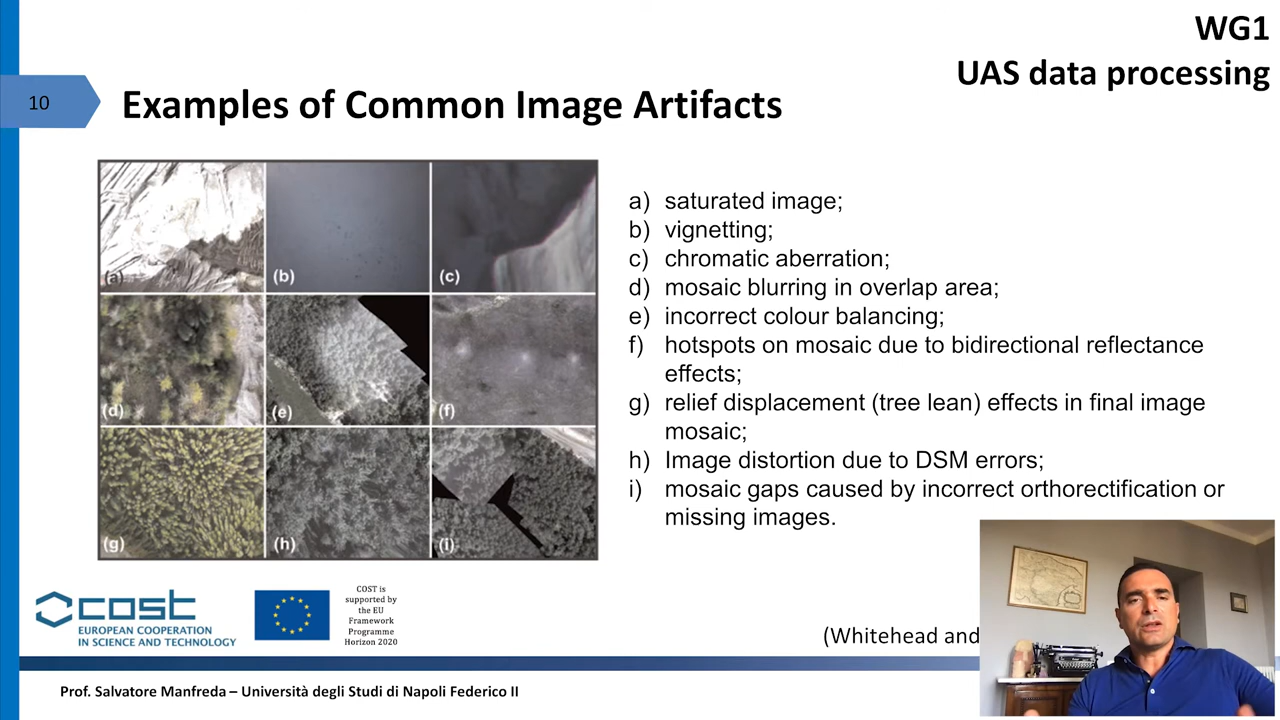 WG1
UAS data processing
10
Examples of Common Image Artifacts
(a)
(b)
(c)
(d)
(e)
(f)
(g)
(h)
(i)
a) saturated image;
b) vignetting;
c) chromatic aberration;
d) mosaic blurring in overlap area;
e) incorrect colour balancing;
f) hotspots on mosaic due to bidirectional reflectance
effects;
g) relief displacement (tree lean) effects in final image
mosaic;
h) Image distortion due to DSM errors;
i) mosaic gaps caused by incorrect orthorectification or
missing images.
cost
EUROPEAN COOPERATION
IN SCIENCE AND TECHNOLOGY
COST is
supported by
the EU
Framework
Programme
Horizon 2020
(Whitehead and
Prof. Salvatore Manfreda – Università degli Studi di Napoli Federico II